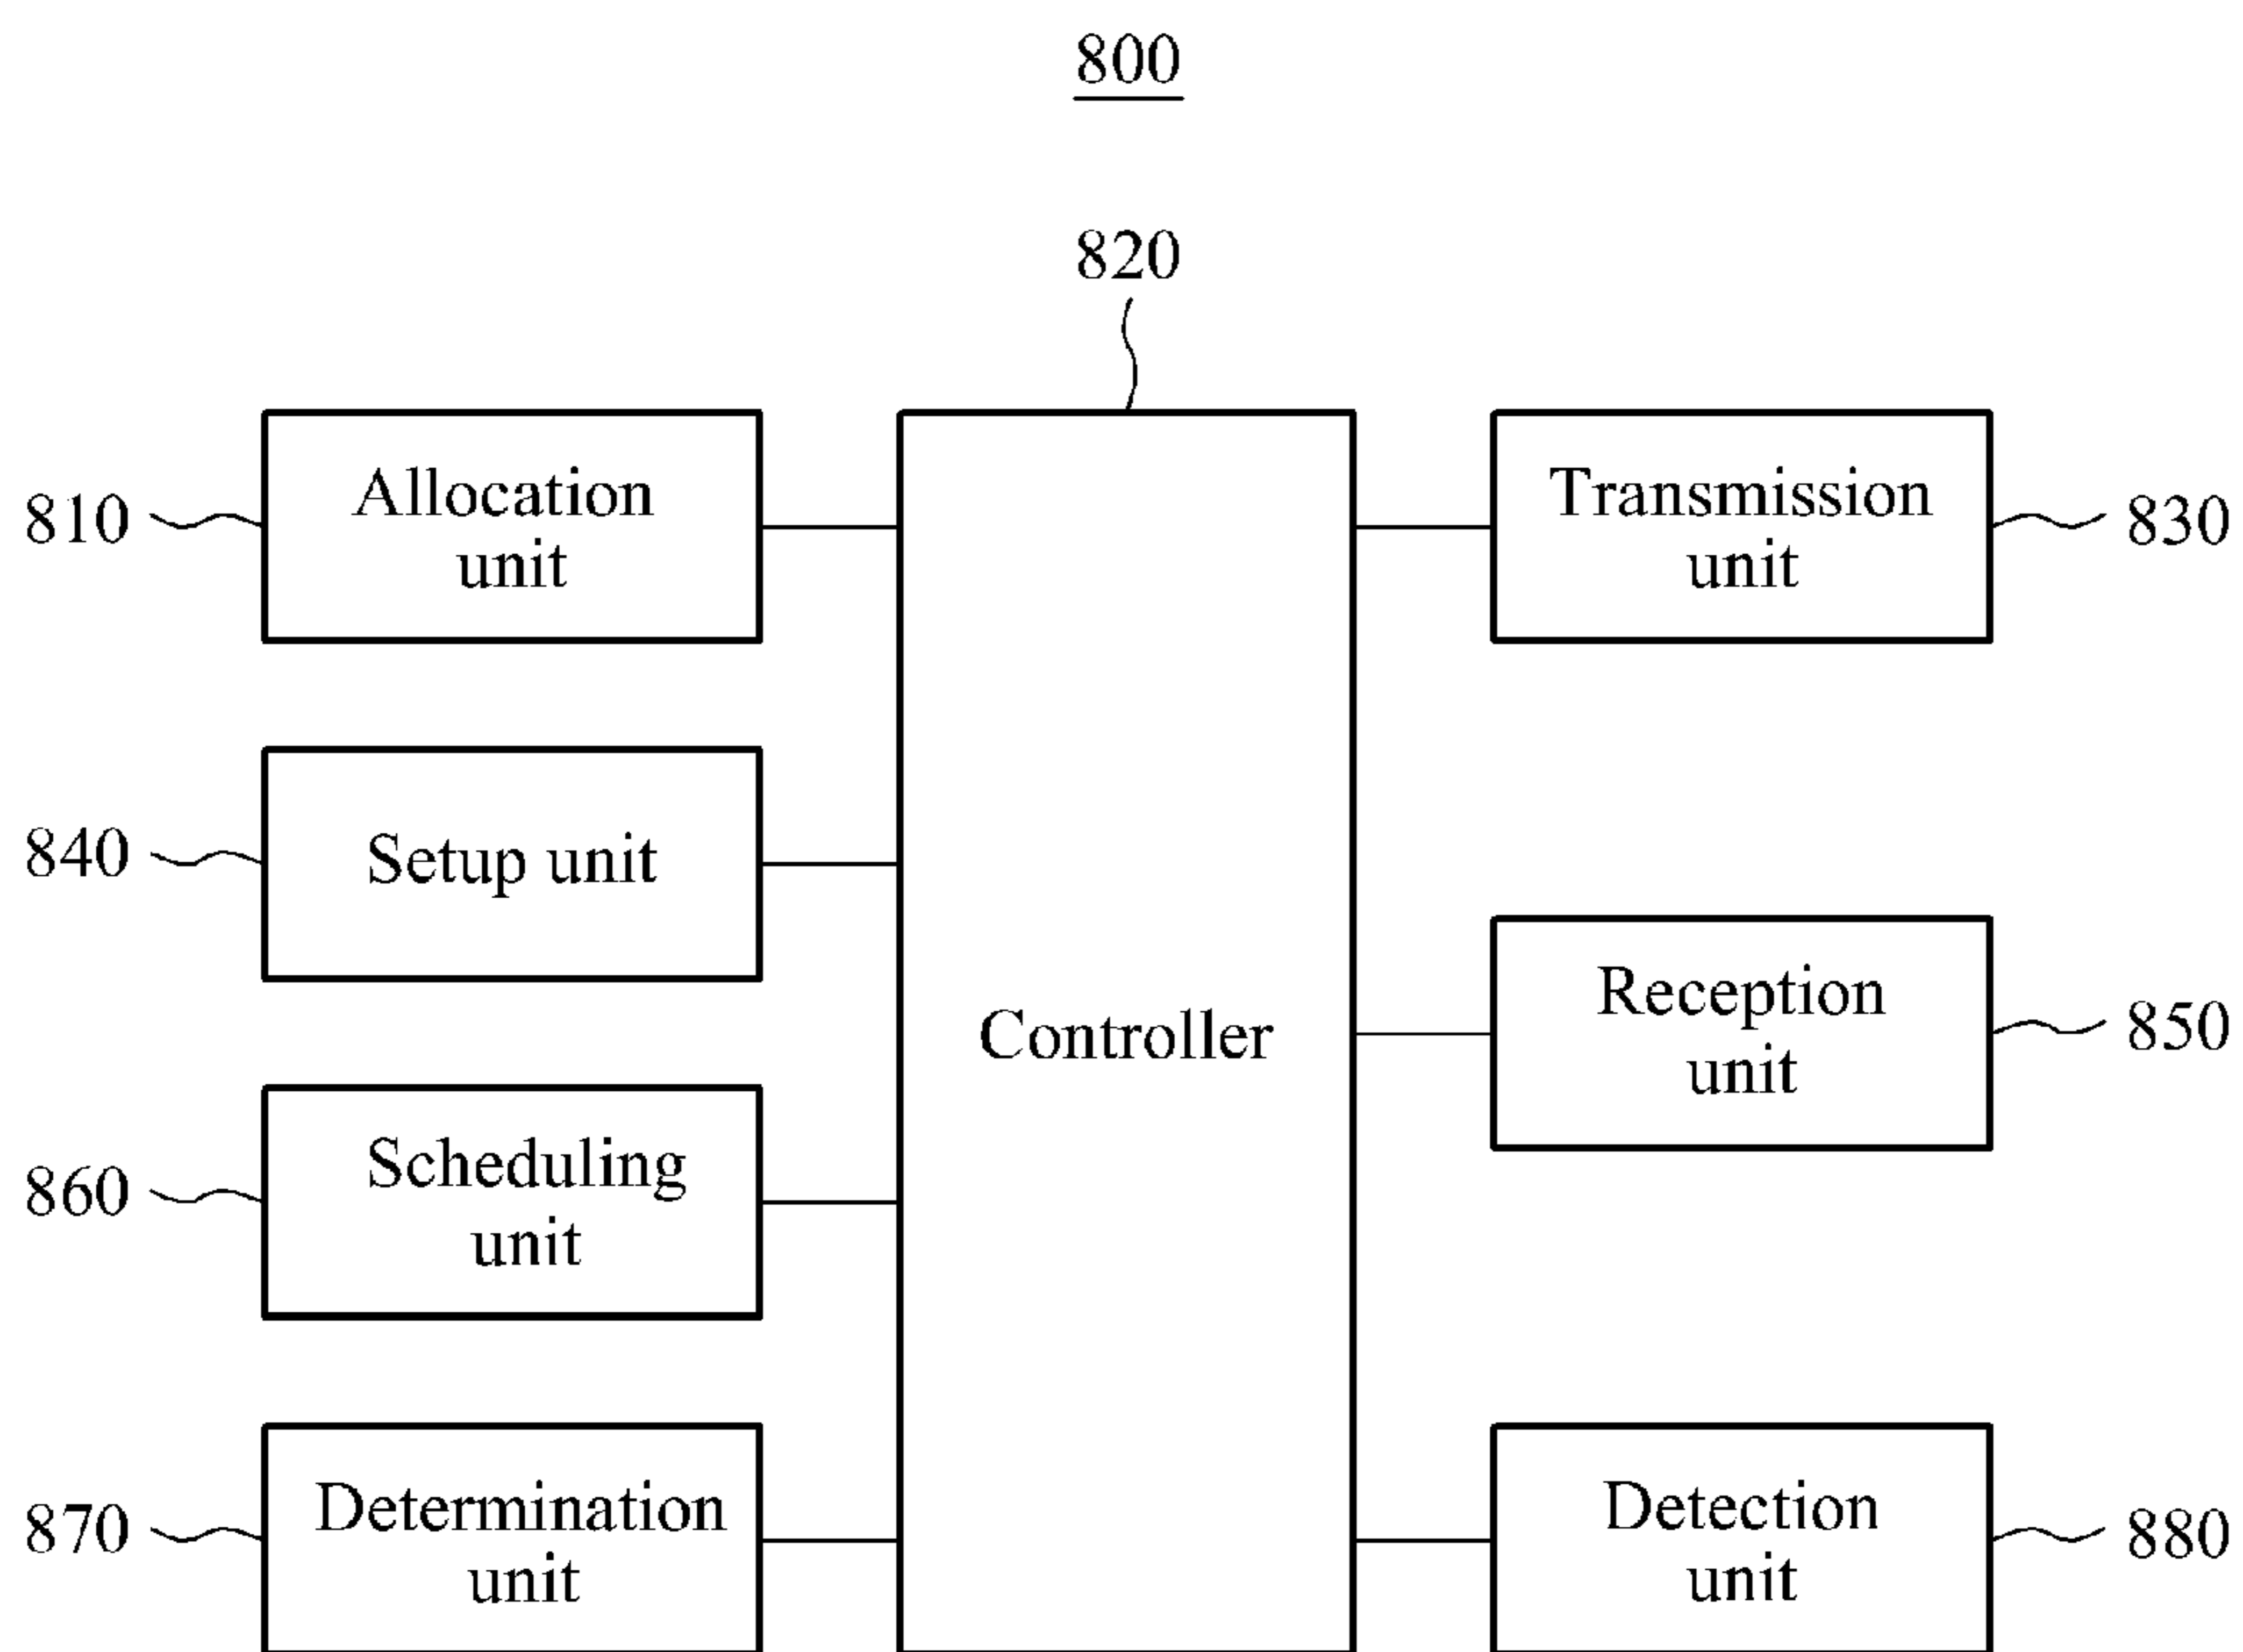 800
820
810
Allocation
unit
Transmission
unit
830
840
Setup unit
Controller
Reception
unit
850
860
Scheduling
unit
870
Determination
unit
Detection
unit
880